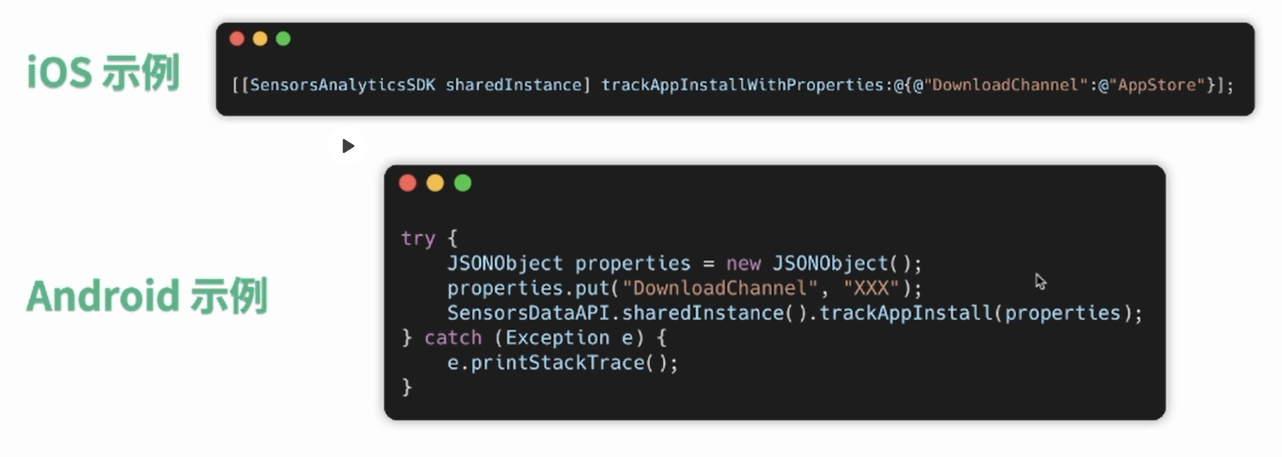 iOS 示例
[[SensorsAnalyticsSDK sharedInstance] trackAppInstallWithProperties:@{@"DownloadChannel":@"AppStore"}];
Android 示例
try {
    JSONObject properties = new JSONObject();
    properties.put("DownloadChannel", "XXX");
    SensorsDataAPI.sharedInstance().trackAppInstall(properties);
} catch (Exception e) {
    e.printStackTrace();
}